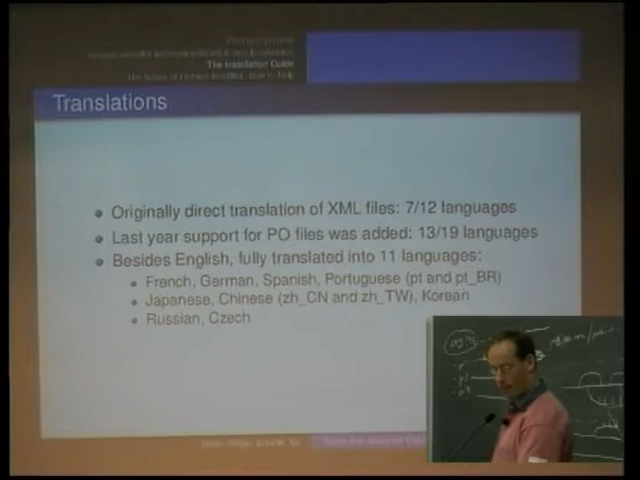 The Installation Guide
Translations
Originally direct translation of XML files: 7/12 languages
Last year support for PO files was added: 13/19 languages
Besides English, fully translated into 11 languages:
French, German, Spanish, Portuguese (pt and pt_BR)
Japanese, Chinese (zh_CN and zh_TW), Korean
Russian, Czech